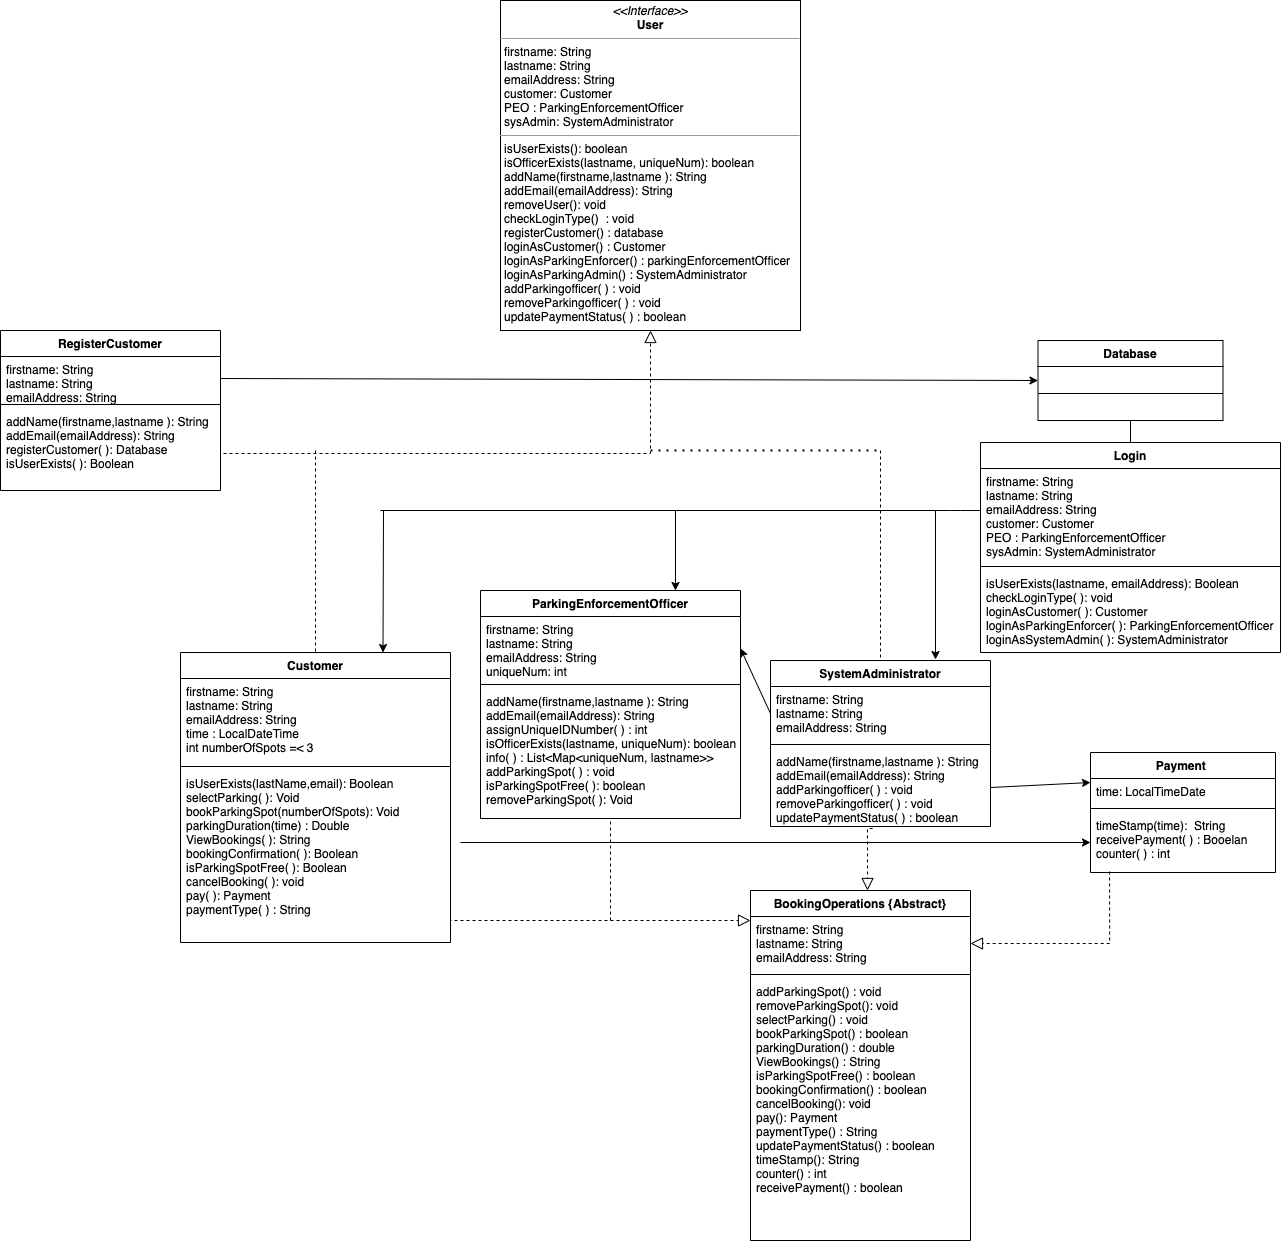 <<Interface>>
User
firstname: String
lastname: String
emailAddress: String
customer: Customer
PEO : ParkingEnforcementOfficer
sysAdmin: SystemAdministrator
isUserExists(): boolean
isOfficerExists(lastname, uniqueNum): boolean
addName(firstname,lastname ): String
addEmail(emailAddress): String
removeUser(): void
checkLoginType()  : void
registerCustomer() : database
loginAsCustomer() : Customer
loginAsParkingEnforcer() : parkingEnforcementOfficer
loginAsParkingAdmin() : SystemAdministrator
addParkingofficer( ) : void
removeParkingofficer( ) : void
updatePaymentStatus( ) : boolean
RegisterCustomer
firstname: String
lastname: String
emailAddress: String
addName(firstname,lastname ): String
addEmail(emailAddress): String
registerCustomer( ): Database
isUserExists( ): Boolean
Database
Login
firstname: String
lastname: String
emailAddress: String
customer: Customer
PEO : ParkingEnforcementOfficer
sysAdmin: SystemAdministrator
isUserExists(lastname, emailAddress): Boolean
checkLoginType( ): void
loginAsCustomer( ): Customer
loginAsParkingEnforcer( ): ParkingEnforcementOfficer
loginAsSystemAdmin( ): SystemAdministrator
ParkingEnforcementOfficer
firstname: String
lastname: String
emailAddress: String
uniqueNum: int
addName(firstname,lastname ): String
addEmail(emailAddress): String
assignUniqueIDNumber( ) : int
isOfficerExists(lastname, uniqueNum): boolean
info( ) : List<Map<uniqueNum, lastname>>
addParkingSpot( ) : void
isParkingSpotFree( ) : boolean
removeParkingSpot( ): Void
Customer
firstname: String
lastname: String
emailAddress: String
time : LocalDateTime
int numberOfSpots =< 3
isUserExists(lastName,email): Boolean
selectParking( ): Void
bookParkingSpot(numberOfSpots): Void
parkingDuration(time) : Double
ViewBookings( ): String
bookingConfirmation( ): Boolean
isParkingSpotFree( ): Boolean
cancelBooking( ): void
pay( ): Payment
paymentType( ) : String
SystemAdministrator
firstname: String
lastname: String
emailAddress: String
addName(firstname,lastname ): String
addEmail(emailAddress): String
addParkingofficer( ) : void
removeParkingofficer( ) : void
updatePaymentStatus( ) : boolean
Payment
time: LocalTimeDate
timeStamp(time):  String
receivePayment( ) : Booelan
counter( ) : int
BookingOperations {Abstract}
firstname: String
lastname: String
emailAddress: String
addParkingSpot() : void
removeParkingSpot(): void
selectParking() : void
bookParkingSpot() : boolean
parkingDuration() : double
ViewBookings() : String
isParkingSpotFree() : boolean
bookingConfirmation() : boolean
cancelBooking(): void
pay(): Payment
paymentType() : String
updatePaymentStatus() : boolean
timeStamp(): String
counter() : int
receivePayment() : boolean